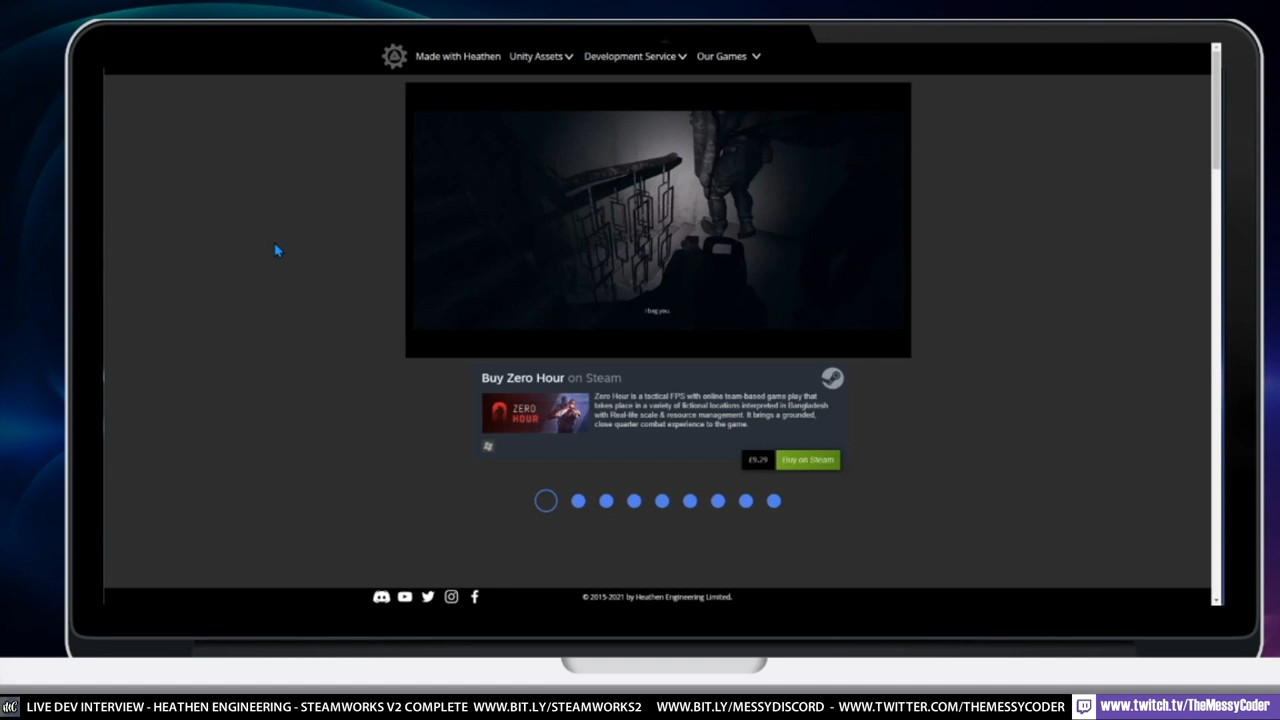 Made with Heathen Unity Assets Development Service Our Games
I beg you.
Buy Zero Hour on Steam
ZERO
HOUR
Zero Hour is a tactical FPS with online team-based game play that
takes place in a variety of fictional locations interpreted in Bangladesh
with Real-life scale & resource management. It brings a grounded,
close quarter combat experience to the game.
£9.29 Buy on Steam
© 2015-2021 by Heathen Engineering Limited.
LIVE DEV INTERVIEW - HEATHEN ENGINEERING - STEAMWORKS V2 COMPLETE WWW.BIT.LY/STEAMWORKS2 WWW.BIT.LY/MESSYDISCORD - WWW.TWITTER.COM/THEMESSYCODER www.twitch.tv/TheMessyCoder